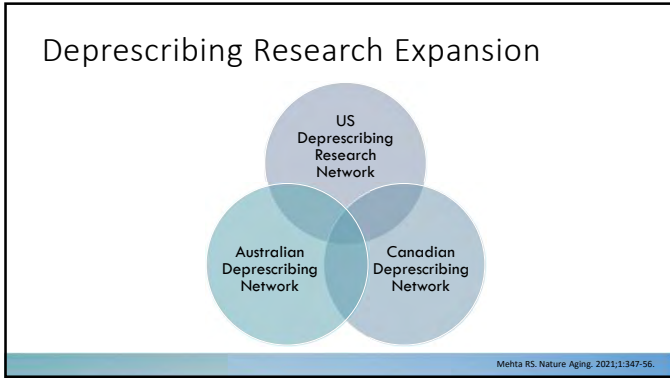 Deprescribing Research Expansion
US
Deprescribing
Research
Network
Australian
Deprescribing
Network
Canadian
Deprescribing
Network
Mehta RS. Nature Aging. 2021;1:347-56.